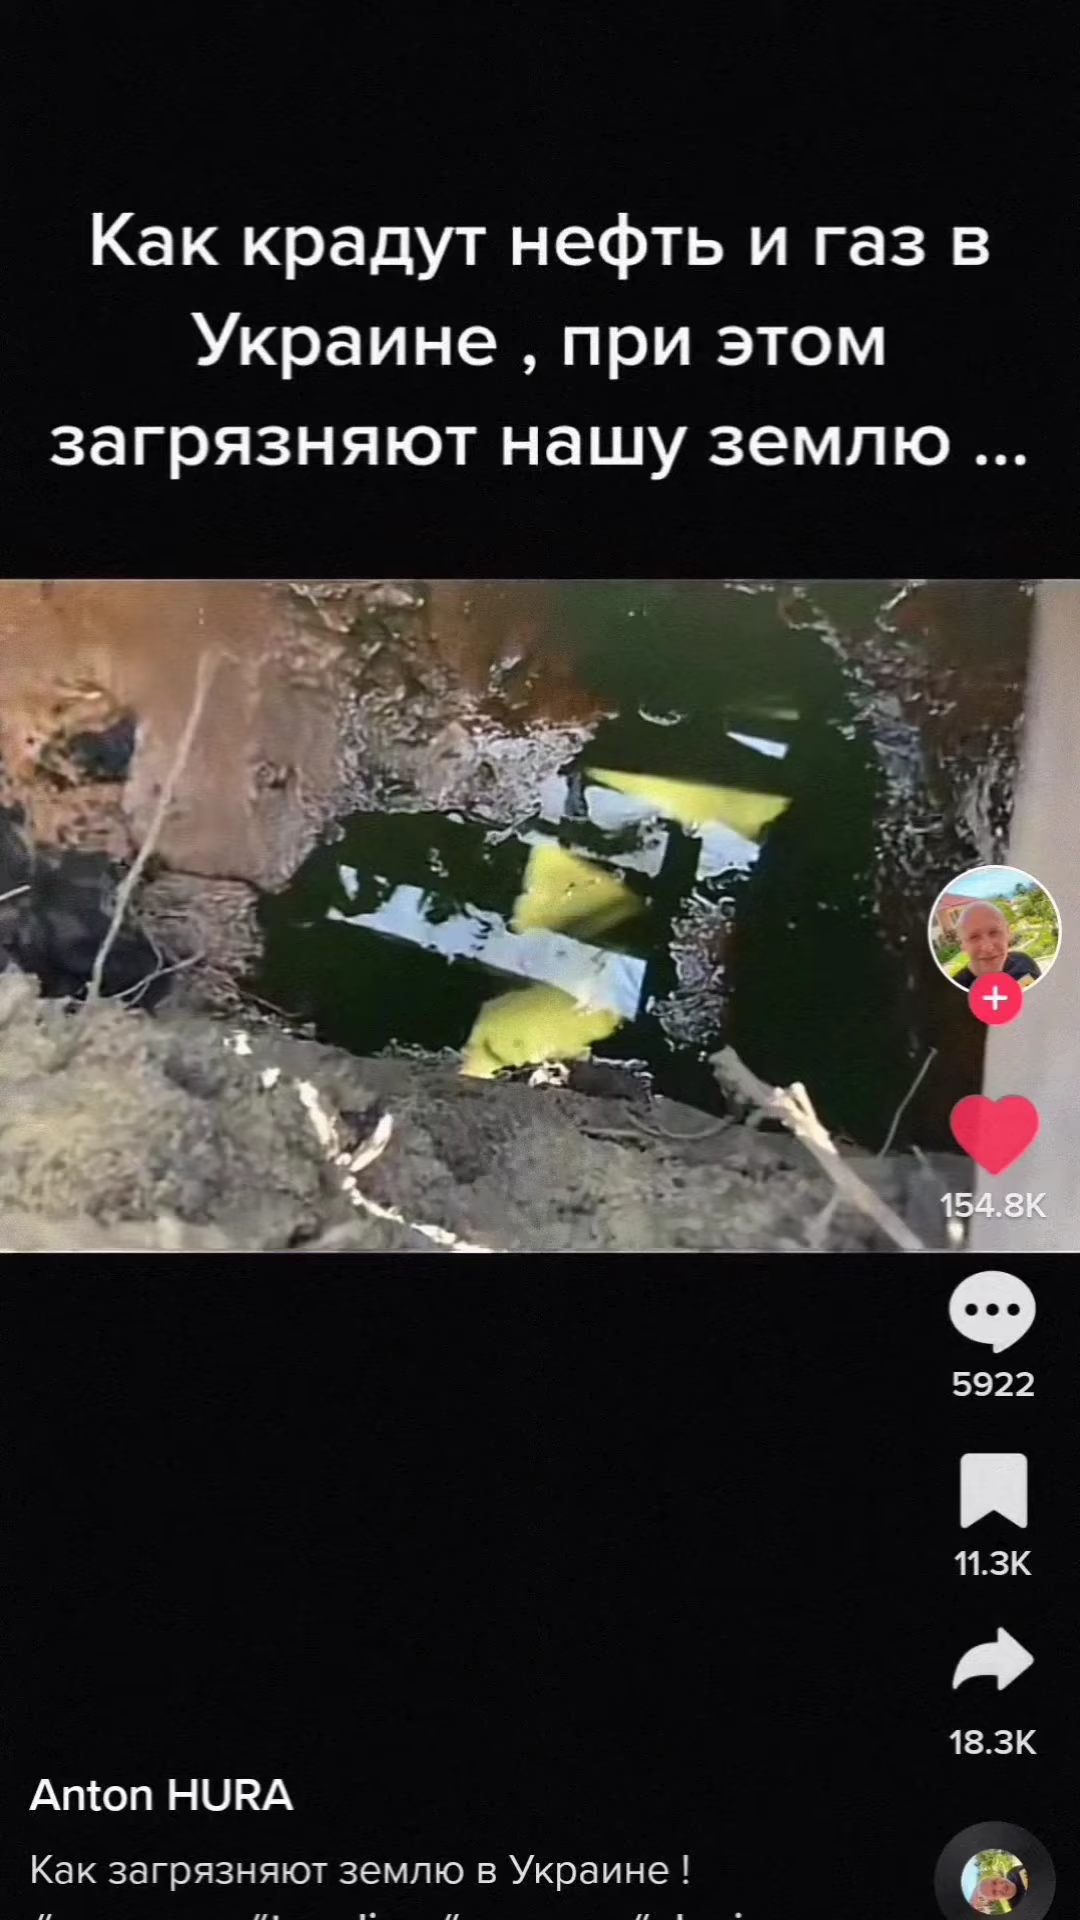 Как крадут нефть и газ в
Украине , при этом
загрязняют нашу землю ...
154.8K
5922
11.3K
18.3K
Anton HURA
Как загрязняют землю в Украине !